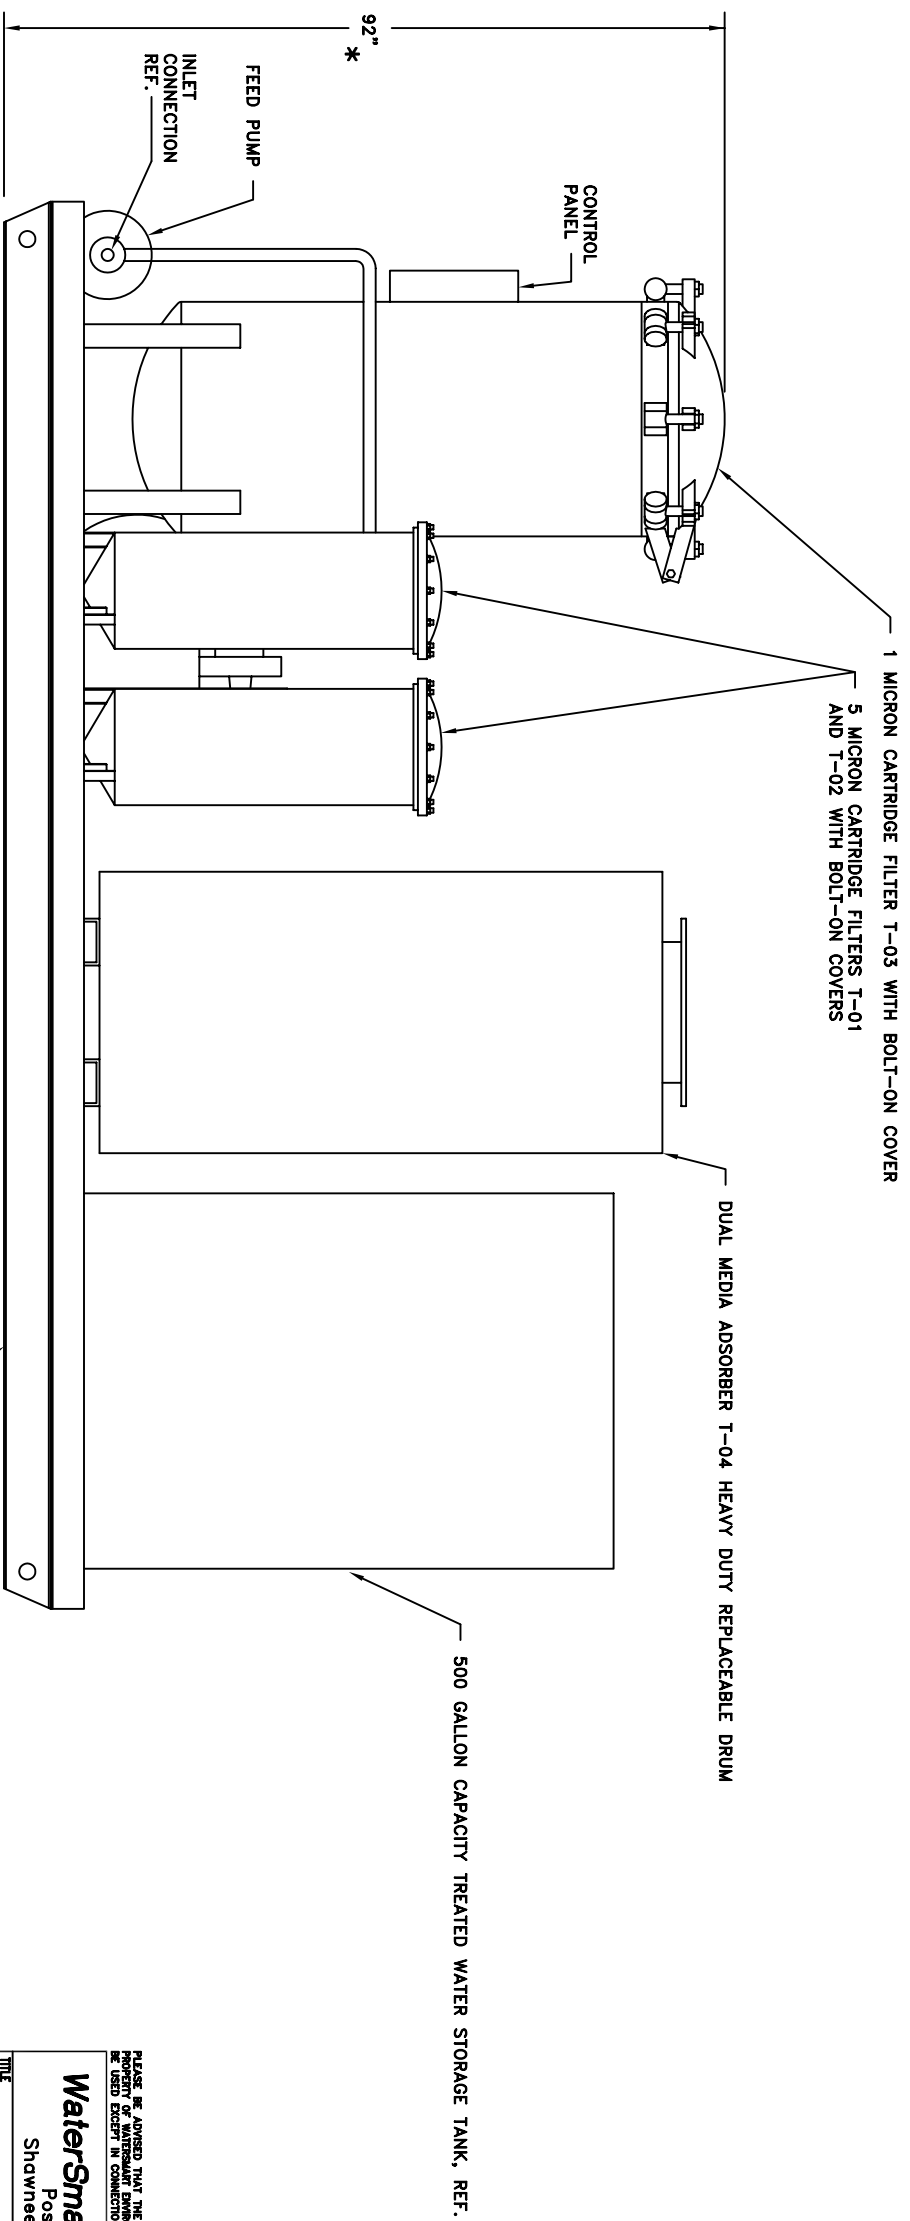 1 MICRON CARTRIDGE FILTER T-03 WITH BOLT-ON COVER
5 MICRON CARTRIDGE FILTERS T-01
AND T-02 WITH BOLT-ON COVERS
DUAL MEDIA ADSORBER T-04 HEAVY DUTY REPLACEABLE DRUM
CONTROL
PANEL
500 GALLON CAPACITY TREATED WATER STORAGE TANK, REF.
92"
*
FEED PUMP
INLET
CONNECTION
REF.
PLEASE BE ADVISED THAT THE
PROPERTY OF WATERSMART
BE USED EXCEPT IN
WaterSma
Pos
Shawnee
TITLE